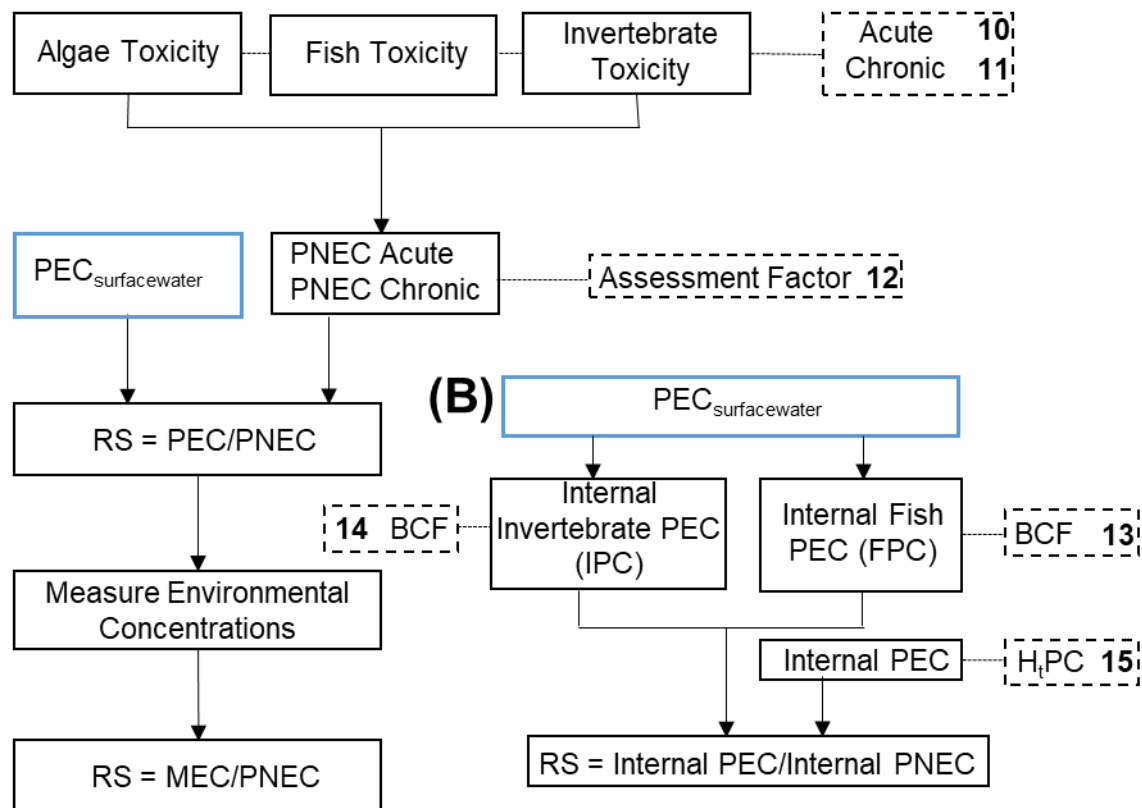 Algae Toxicity
Fish Toxicity
Invertebrate
Toxicity
Acute 10
Chronic 11
PECsurfacewater
PNEC Acute
PNEC Chronic
Assessment Factor 12
RS = PEC/PNEC
Measure Environmental
Concentrations
RS = MEC/PNEC
(B)
PECsurfacewater
14 BCF
Internal
Invertebrate PEC
(IPC)
Internal Fish
PEC (FPC)
BCF 13
Internal PEC
HtPC 15
RS = Internal PEC/Internal PNEC